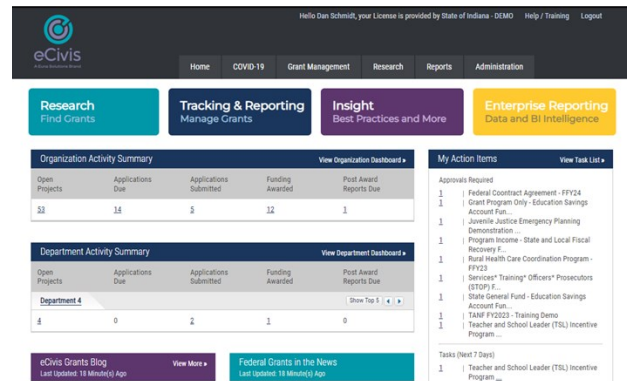 Hello Dan Schmidt, your License is provided by State of Indiana - DEMO Help / Training Logout
eCivis
Home COVID-19 Grant Management Research Reports Administration
Research
Find Grants
Tracking & Reporting
Manage Grants
Insight
Best Practices and More
Enterprise Reporting
Data and BI Intelligence
Organization Activity Summary View Organization Dashboard »
Open Projects
Applications Due
Applications Submitted
Funding Awarded
Post Award Reports Due
53 14 5 12 1
Department Activity Summary View Department Dashboard »
Open Projects
Applications Due
Applications Submitted
Funding Awarded
Post Award Reports Due
Department 4 Show Top 5
4 0 2 1 0
eCivis Grants Blog View More »
Last Updated: 18 Minute(s) Ago
Federal Grants in the News
Last Updated: 18 Minute(s) Ago
My Action Items View Task List »
Approvals Required
1 | Federal Coontract Agreement - FFY24
1 | Grant Program Only - Education Savings
Account Fun...
1 | Juvenile Justice Emergency Planning
Demonstration ...
1 | Program Income - State and Local Fiscal
Recovery F...
1 | Rural Health Care Coordination Program -
FFY23
1 | Services* Training* Officers* Prosecutors
(STOP) F...
1 | State General Fund - Education Savings
Account Fun...
1 | TANF FY2023 - Training Demo
1 | Teacher and School Leader (TSL) Incentive
Program ...
Tasks (Next 7 Days)
1 | Teacher and School Leader (TSL) Incentive
Program ...